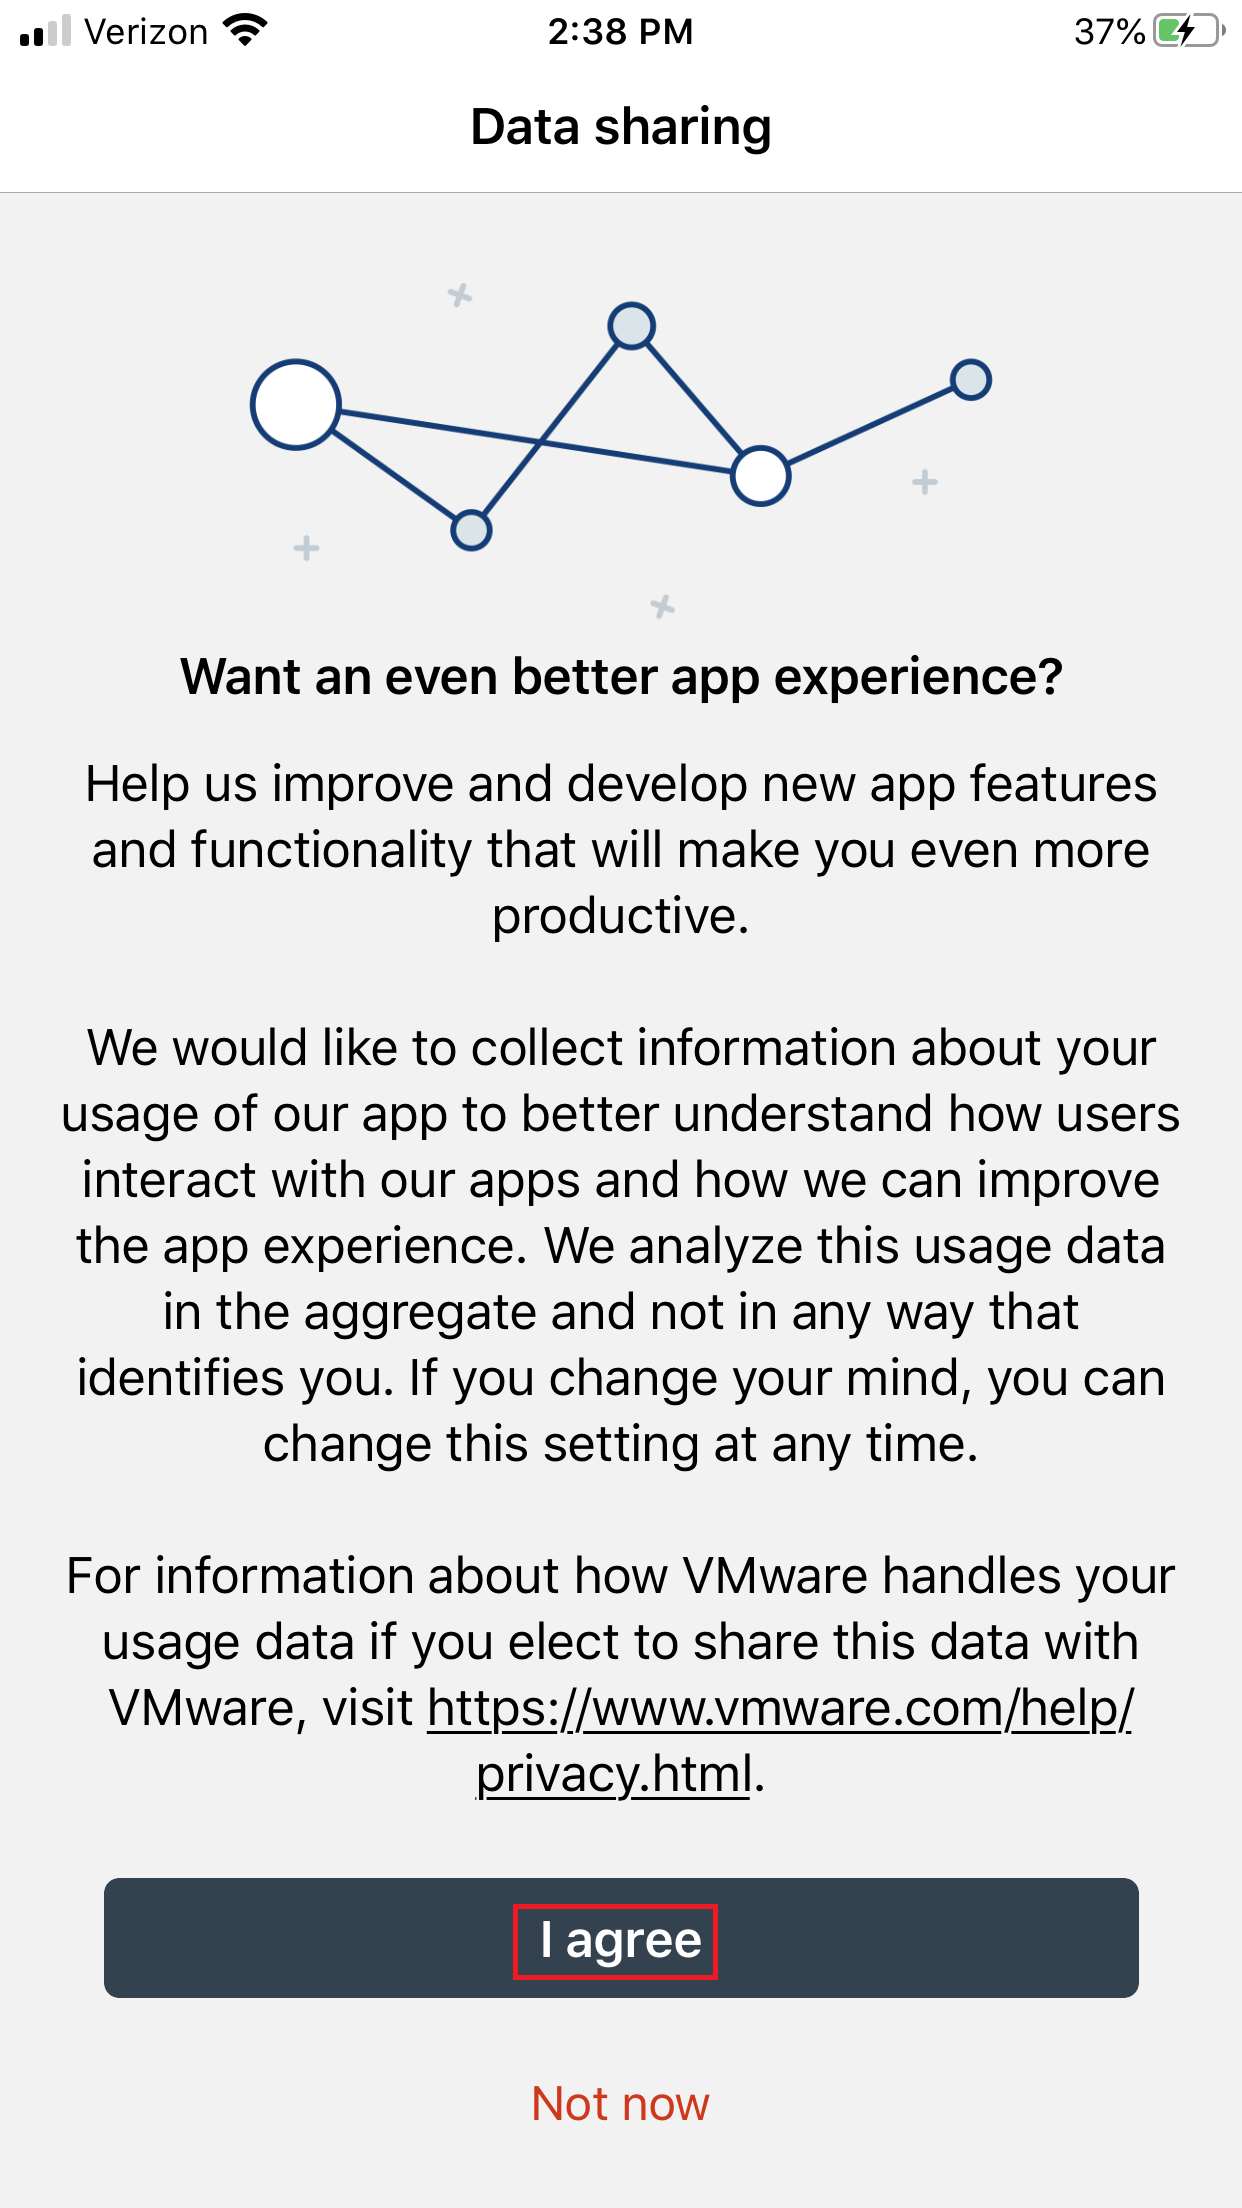 Verizon 2:38 PM 37%
Data sharing
Want an even better app experience?
Help us improve and develop new app features
and functionality that will make you even more
productive.
We would like to collect information about your
usage of our app to better understand how users
interact with our apps and how we can improve
the app experience. We analyze this usage data
in the aggregate and not in any way that
identifies you. If you change your mind, you can
change this setting at any time.
For information about how VMware handles your
usage data if you elect to share this data with
VMware, visit https://www.vmware.com/help/
privacy.html.
I agree
Not now